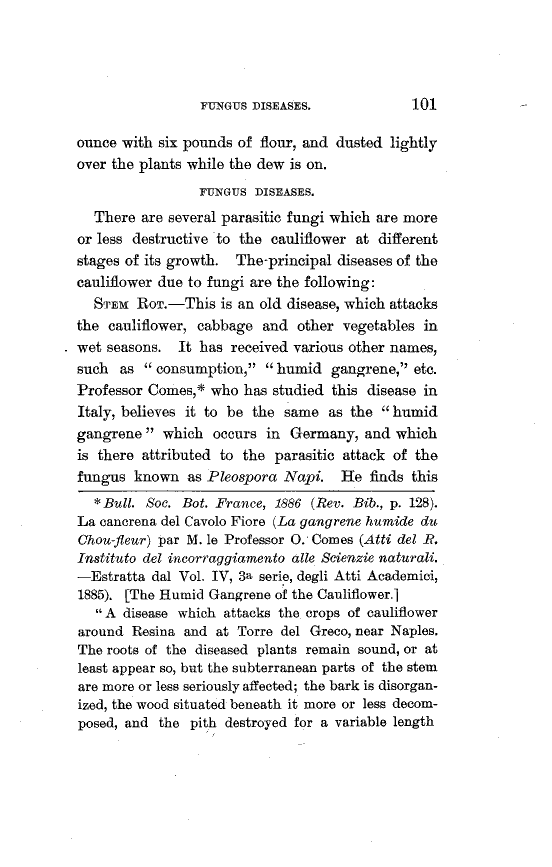 FUNGUS DISEASES. 101
ounce with six pounds of flour, and dusted lightly
over the plants while the dew is on.
FUNGUS DISEASES.
There are several parasitic fungi which are more
or less destructive to the cauliflower at different
stages of its growth. The principal diseases of the
cauliflower due to fungi are the following:
STEM ROT.—This is an old disease, which attacks
the cauliflower, cabbage and other vegetables in
wet seasons. It has received various other names,
such as "consumption," "humid gangrene," etc.
Professor Comes,* who has studied this disease in
Italy, believes it to be the same as the "humid
gangrene" which occurs in Germany, and which
is there attributed to the parasitic attack of the
fungus known as Pleospora Napi. He finds this
* Bull. Soc. Bot. France, 1886 (Rev. Bib., p. 128).
La cancrena del Cavolo Fiore (La gangrene humide du
Chou-fleur) par M. le Professor O. Comes (Atti del R.
Instituto del incorraggiamento alle Scienzie naturali.
—Estratta dal Vol. IV, 3a serie, degli Atti Academici,
1885). [The Humid Gangrene of the Cauliflower.]
"A disease which attacks the crops of cauliflower
around Resina and at Torre del Greco, near Naples.
The roots of the diseased plants remain sound, or at
least appear so, but the subterranean parts of the stem
are more or less seriously affected; the bark is disorgan-
ized, the wood situated beneath it more or less decom-
posed, and the pith destroyed for a variable length